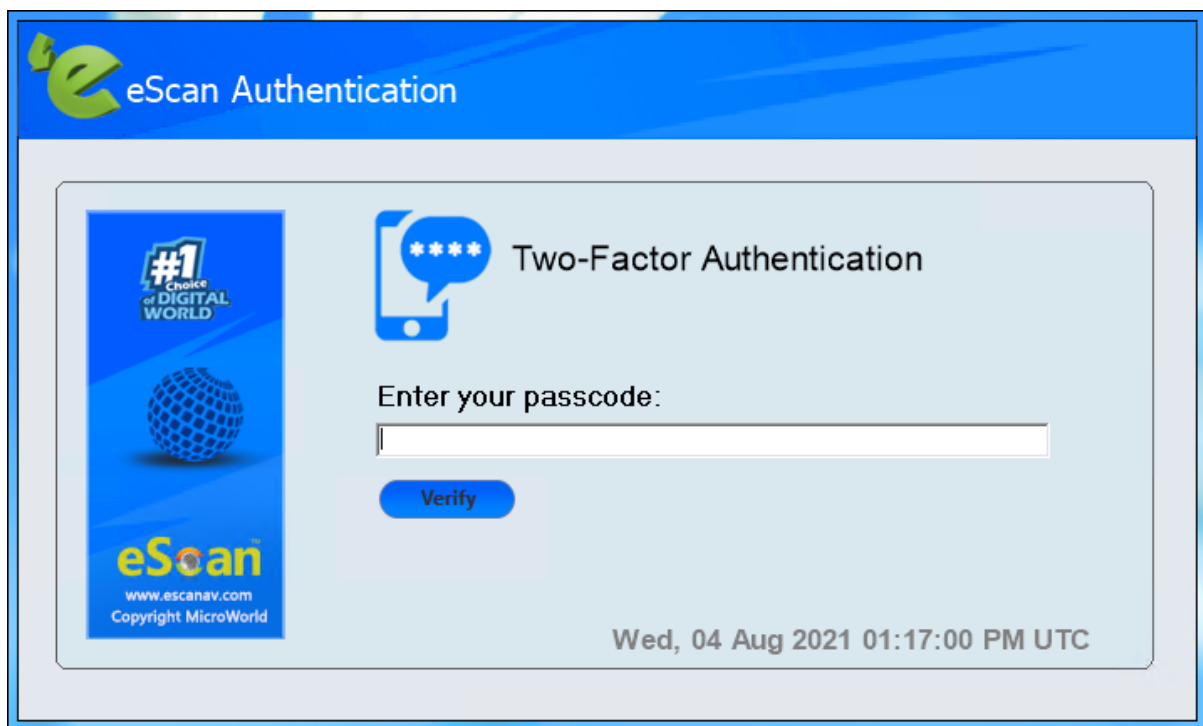 eScan Authentication
#1
Choice
of DIGITAL
WORLD
****
Two-Factor Authentication
Enter your passcode:
Verify
eScan™
www.escanav.com
Copyright MicroWorld
Wed, 04 Aug 2021 01:17:00 PM UTC